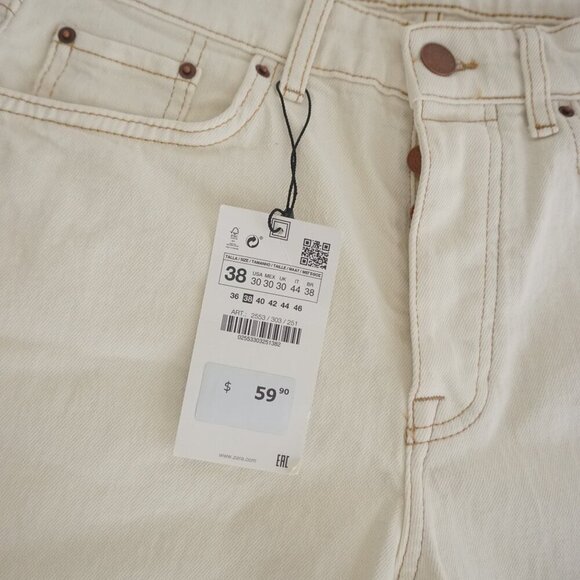 TALLA / SIZE / TAMANHO / TAILLE / MAAT /
38 USA MEX UK IT BR
30 30 30 44 38
36 38 40 42 44 46
ART.: 2553 / 303 / 251
02553303251382
$ 59 90
www.zara.com EAC